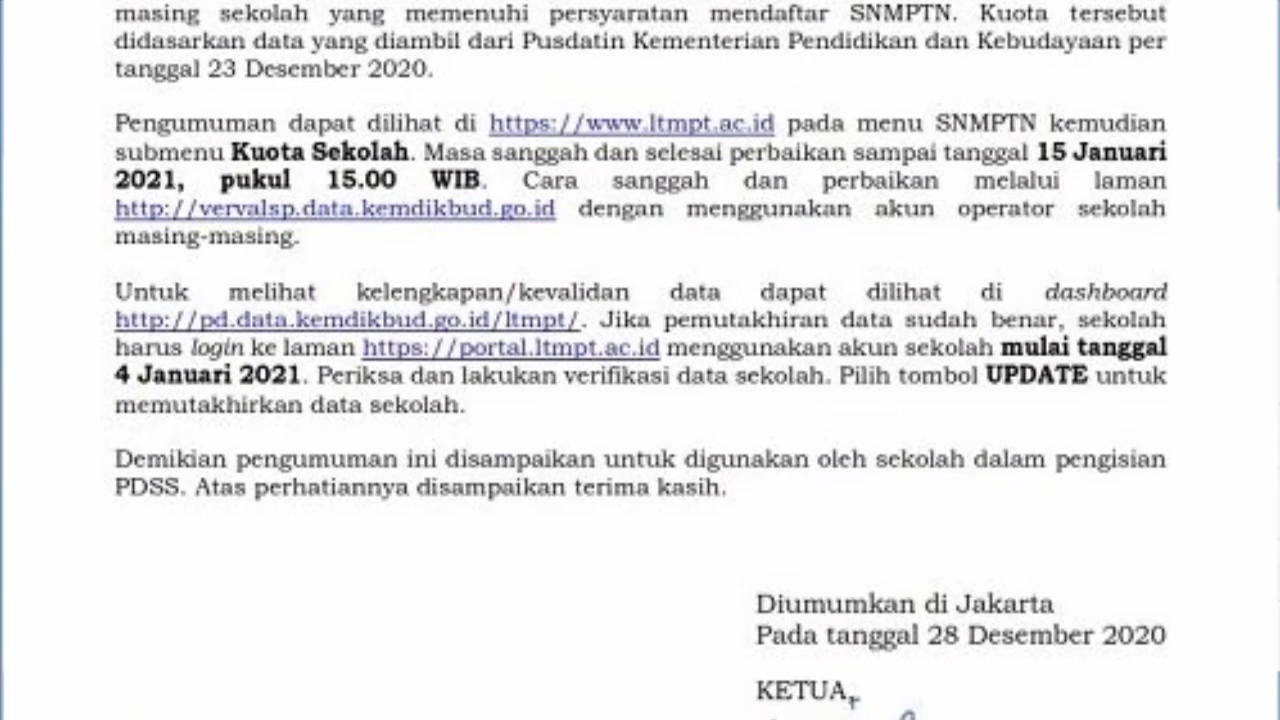 masing sekolah yang memenuhi persyaratan mendaftar SNMPTN. Kuota tersebut
didasarkan data yang diambil dari Pusdatin Kementerian Pendidikan dan Kebudayaan per
tanggal 23 Desember 2020.
Pengumuman dapat dilihat di https://www.ltmpt.ac.id pada menu SNMPTN kemudian
submenu Kuota Sekolah. Masa sanggah dan selesai perbaikan sampai tanggal 15 Januari
2021, pukul 15.00 WIB. Cara sanggah dan perbaikan melalui laman
http://vervalsp.data.kemdikbud.go.id dengan menggunakan akun operator sekolah
masing-masing.
Untuk melihat kelengkapan/kevalidan data dapat dilihat di dashboard
http://pd.data.kemdikbud.go.id/ltmpt/. Jika pemutakhiran data sudah benar, sekolah
harus login ke laman https://portal.ltmpt.ac.id menggunakan akun sekolah mulai tanggal
4 Januari 2021. Periksa dan lakukan verifikasi data sekolah. Pilih tombol UPDATE untuk
memutakhirkan data sekolah.
Demikian pengumuman ini disampaikan untuk digunakan oleh sekolah dalam pengisian
PDSS. Atas perhatiannya disampaikan terima kasih.
Diumumkan di Jakarta
Pada tanggal 28 Desember 2020
KETUA,